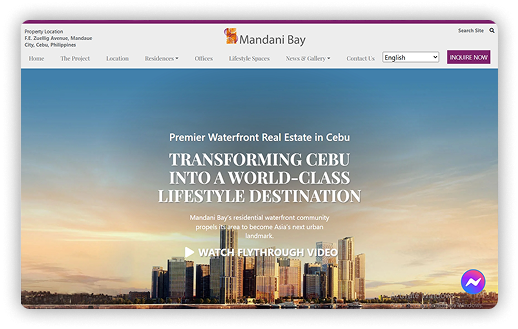 Property Location
F.E. Zuellig Avenue, Mandaue
City, Cebu, Philippines
Mandani Bay
Search Site
Home
The Project
Location
Residences
Offices
Lifestyle Spaces
News & Gallery
Contact Us
English
INQUIRE NOW
Premier Waterfront Real Estate in Cebu
TRANSFORMING CEBU
INTO A WORLD-CLASS
LIFESTYLE DESTINATION
Mandani Bay's residential waterfront community
propels its area to become Asia's next urban
landmark.
WATCH FLYTHROUGH VIDEO